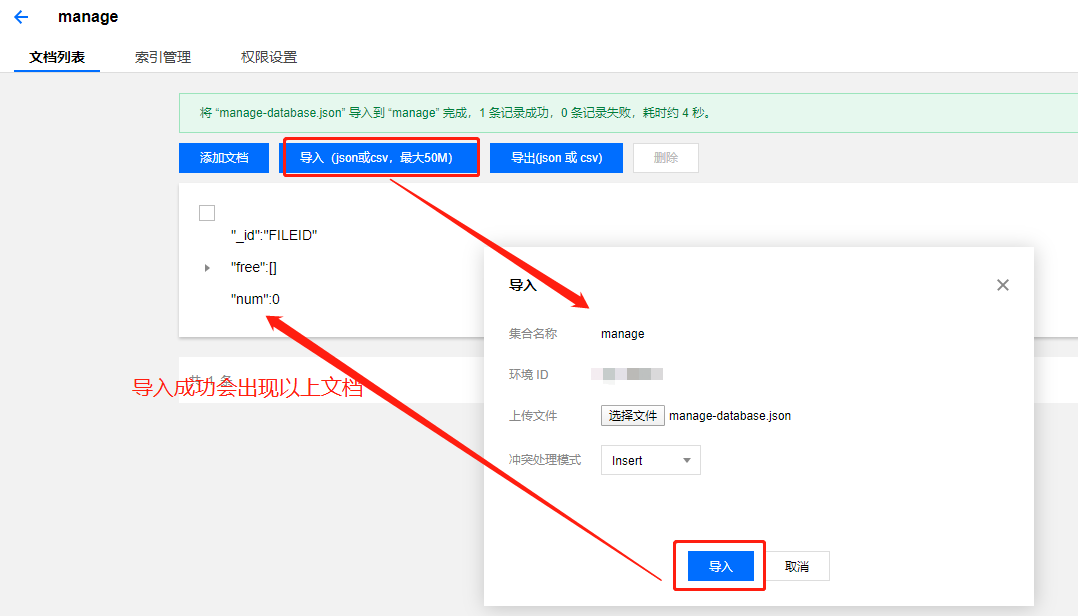 manage
文档列表 索引管理 权限设置
将 “manage-database.json” 导入到 “manage” 完成，1 条记录成功，0 条记录失败，耗时约 4 秒。
添加文档 导入（json或csv，最大50M） 导出(json 或 csv) 删除
"_id":"FILEID"
"free":[]
"num":0
共 1 条
导入成功会出现以上文档
导入
集合名称 manage
环境 ID
上传文件 选择文件 manage-database.json
冲突处理模式 Insert
导入 取消